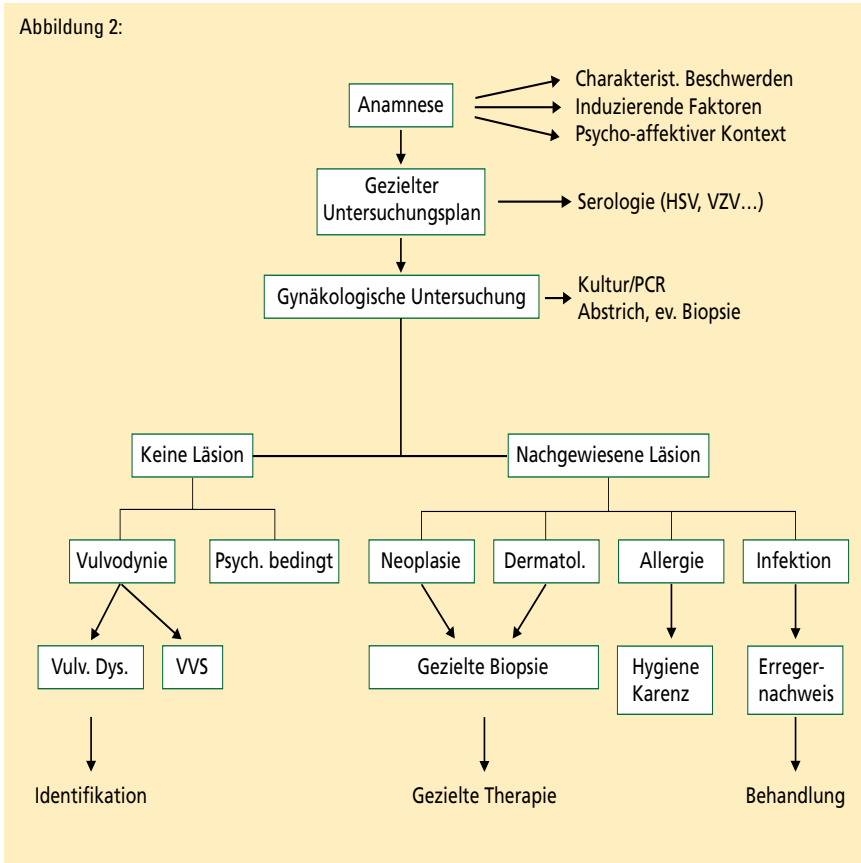 Abbildung 2:
Anamnese
Charakterist. Beschwerden
Induzierende Faktoren
Psycho-affektiver Kontext
Gezielter
Untersuchungsplan
Serologie (HSV, VZV…)
Gynäkologische Untersuchung
Kultur/PCR
Abstrich, ev. Biopsie
Keine Läsion
Nachgewiesene Läsion
Vulvodynie
Psych. bedingt
Neoplasie
Dermatol.
Allergie
Infektion
Vulv. Dys.
VVS
Gezielte Biopsie
Hygiene
Karenz
Erreger-
nachweis
Identifikation
Gezielte Therapie
Behandlung